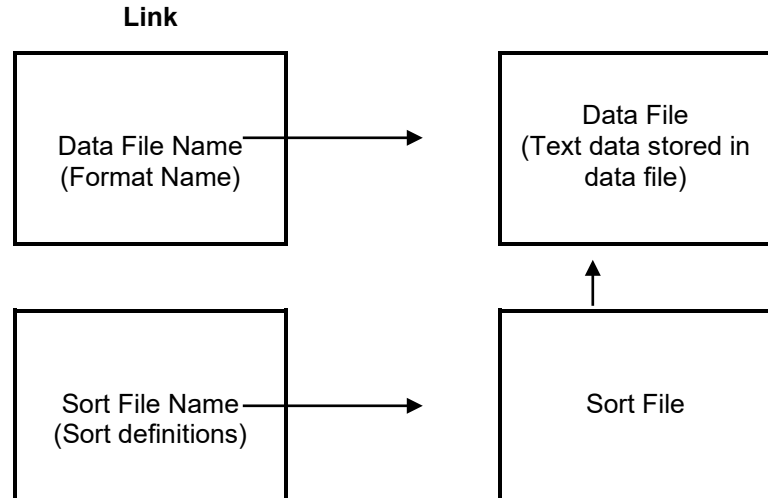 Link
Data File Name
(Format Name)
Data File
(Text data stored in
data file)
Sort File Name
(Sort definitions)
Sort File